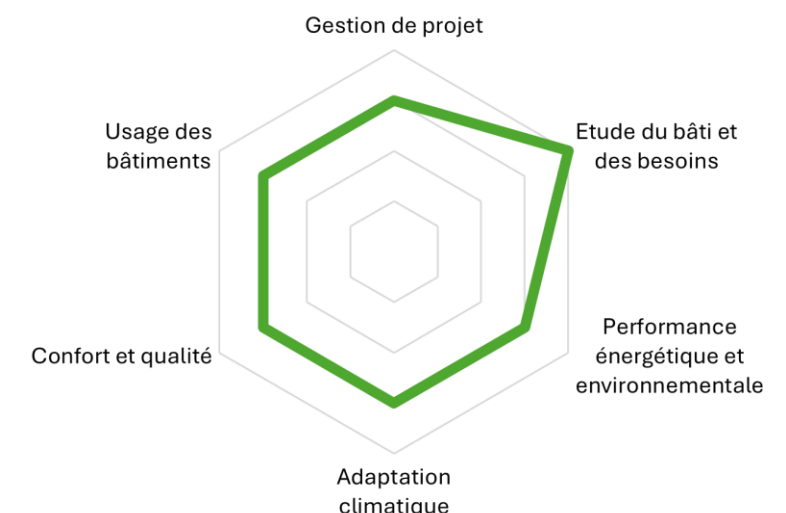 Gestion de projet
Usage des
bâtiments
Etude du bâti et
des besoins
Performance
énergétique et
environnementale
Confort et qualité
Adaptation
climatique